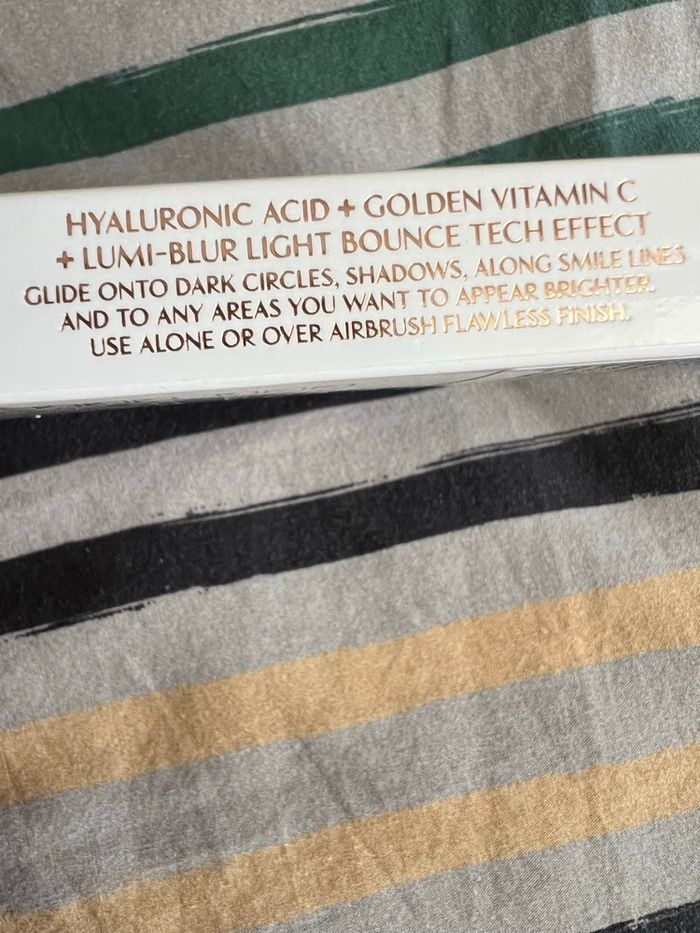 HYALURONIC ACID + GOLDEN VITAMIN C
+ LUMI-BLUR LIGHT BOUNCE TECH EFFECT
GLIDE ONTO DARK CIRCLES, SHADOWS, ALONG SMILE LINES
AND TO ANY AREAS YOU WANT TO APPEAR BRIGHTER.
USE ALONE OR OVER AIRBRUSH FLAWLESS FINISH.